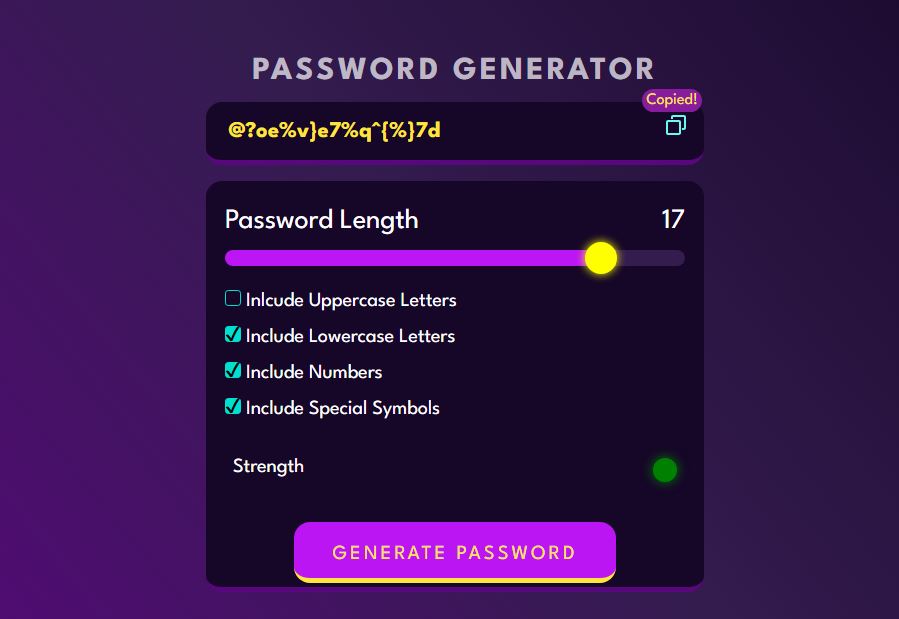 PASSWORD GENERATOR
Copied!
@?oe%v}e7%q^{%}7d
Password Length 17
Inlcude Uppercase Letters
Include Lowercase Letters
Include Numbers
Include Special Symbols
Strength
GENERATE PASSWORD